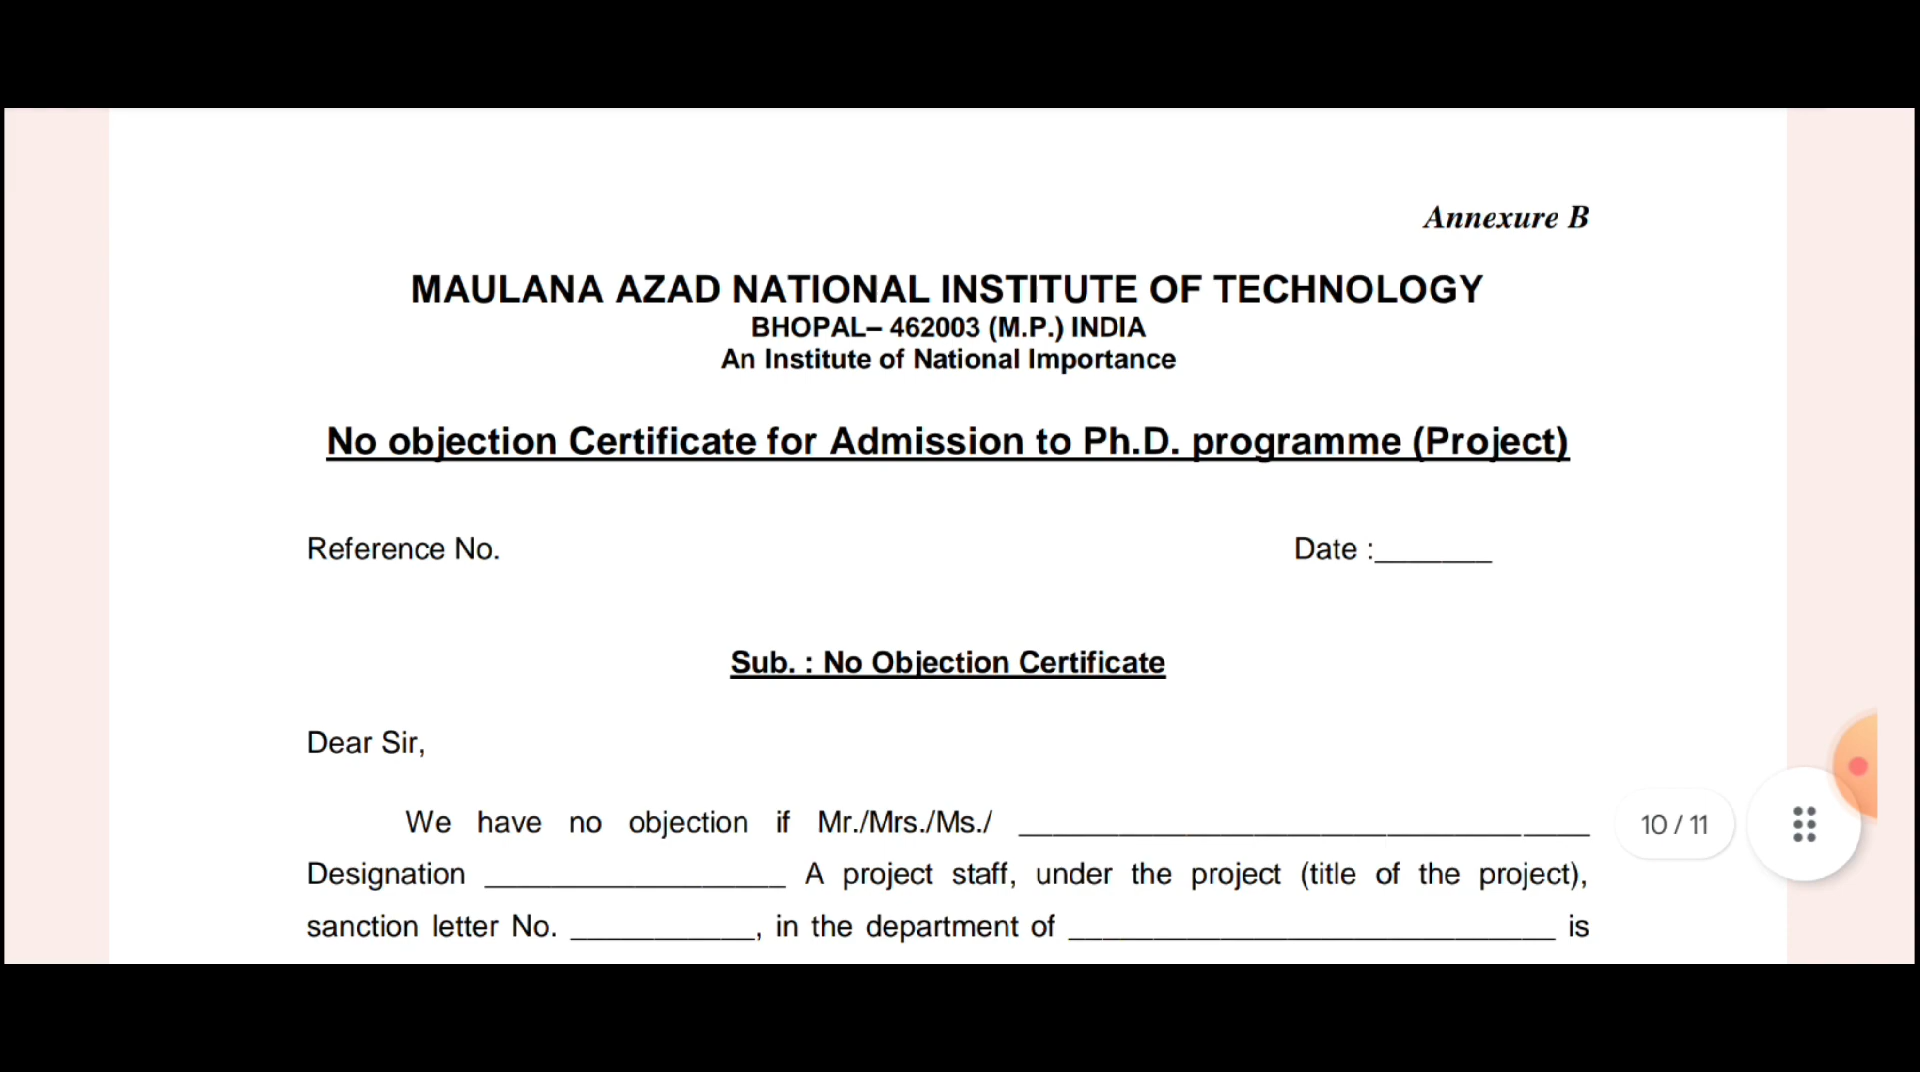 Annexure B
MAULANA AZAD NATIONAL INSTITUTE OF TECHNOLOGY
BHOPAL– 462003 (M.P.) INDIA
An Institute of National Importance
No objection Certificate for Admission to Ph.D. programme (Project)
Reference No. Date :_______
Sub. : No Objection Certificate
Dear Sir,
We have no objection if Mr./Mrs./Ms./ __________________________________
Designation __________________ A project staff, under the project (title of the project),
sanction letter No. ___________, in the department of _____________________________ is
10 / 11